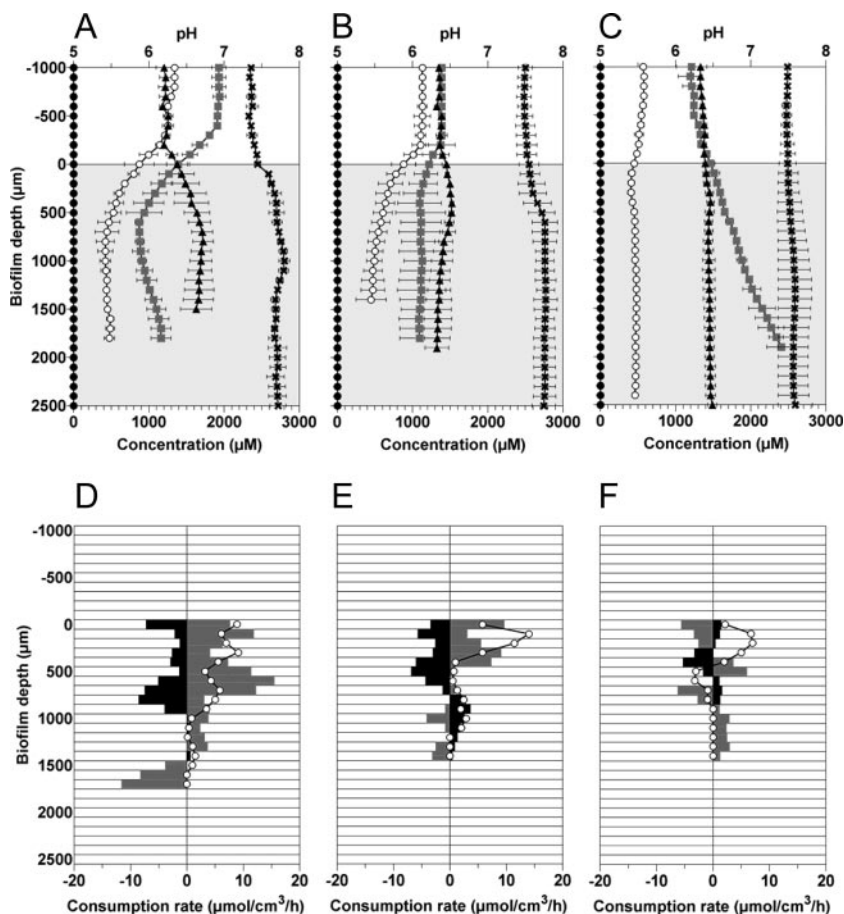 A B C
pH pH pH
5 6 7 8 5 6 7 8 5 6 7 8
-1000
-500
0
500
1000
1500
2000
2500
Biofilm depth (µm)
0 1000 2000 3000 0 1000 2000 3000 0 1000 2000 3000
Concentration (µM) Concentration (µM) Concentration (µM)
D E F
-1000
-500
0
500
1000
1500
2000
2500
Biofilm depth (µm)
-20 -10 0 10 20 -20 -10 0 10 20 -20 -10 0 10 20
Consumption rate (µmol/cm³/h) Consumption rate (µmol/cm³/h) Consumption rate (µmol/cm³/h)